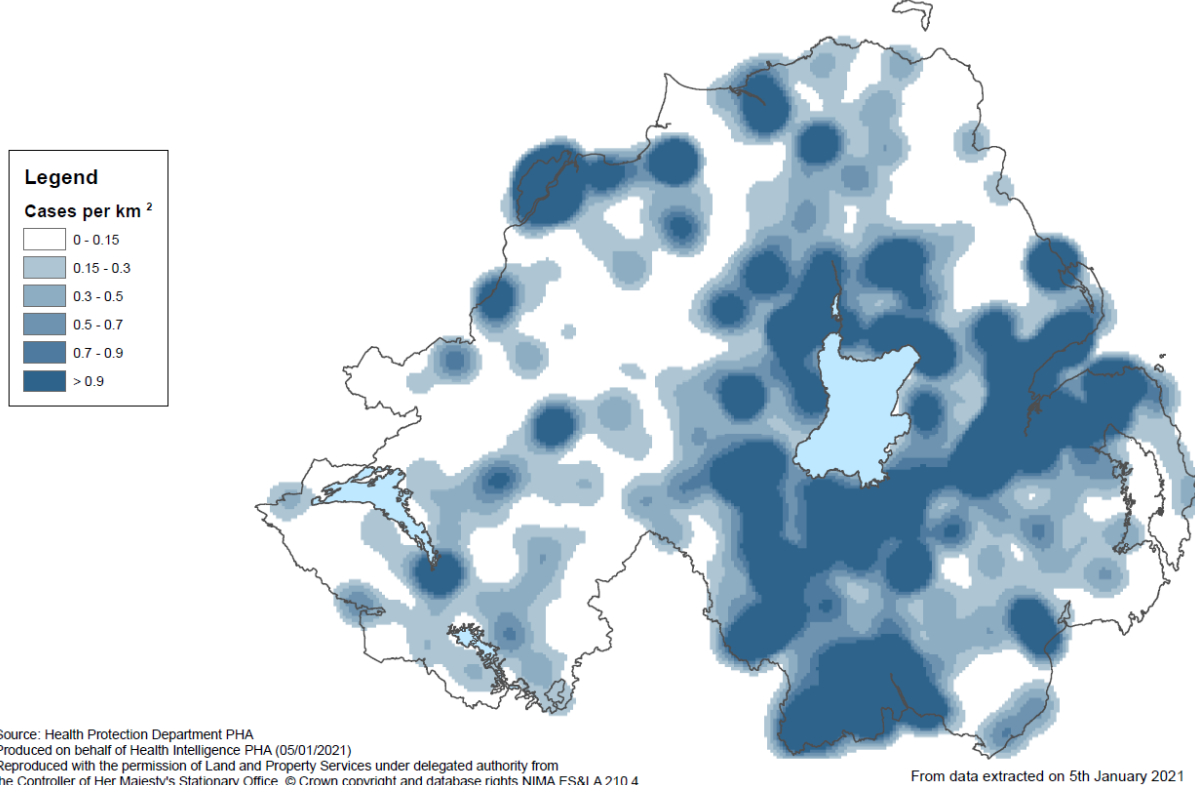 Legend
Cases per km ²
0 - 0.15
0.15 - 0.3
0.3 - 0.5
0.5 - 0.7
0.7 - 0.9
> 0.9
Source: Health Protection Department PHA
Produced on behalf of Health Intelligence PHA (05/01/2021)
Reproduced with the permission of Land and Property Services under delegated authority from
the Controller of Her Majesty's Stationary Office, © Crown copyright and database rights NIMA ES&LA 210.4
From data extracted on 5th January 2021